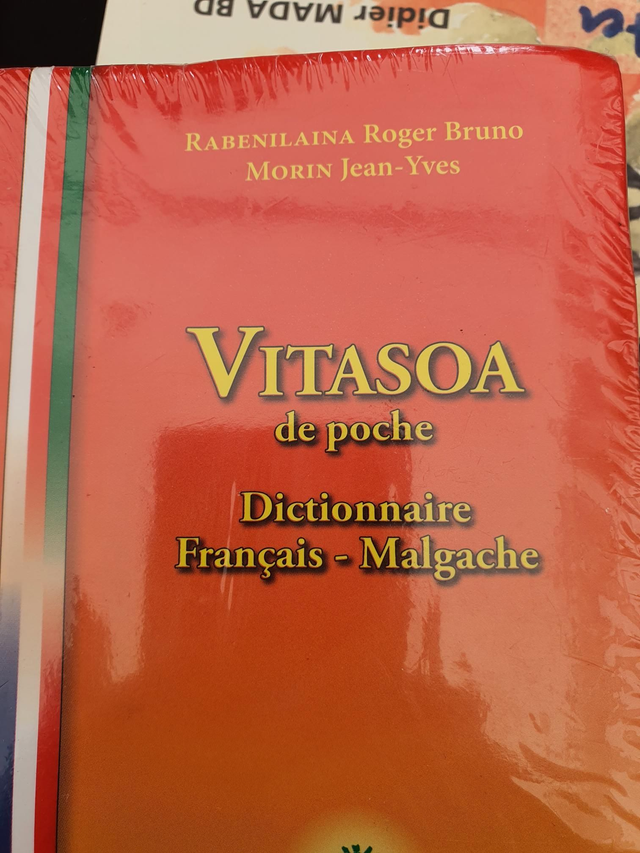 Didier MADA BD
RABENILAINA Roger Bruno
MORIN Jean-Yves
VITASOA
de poche
Dictionnaire
Français - Malgache